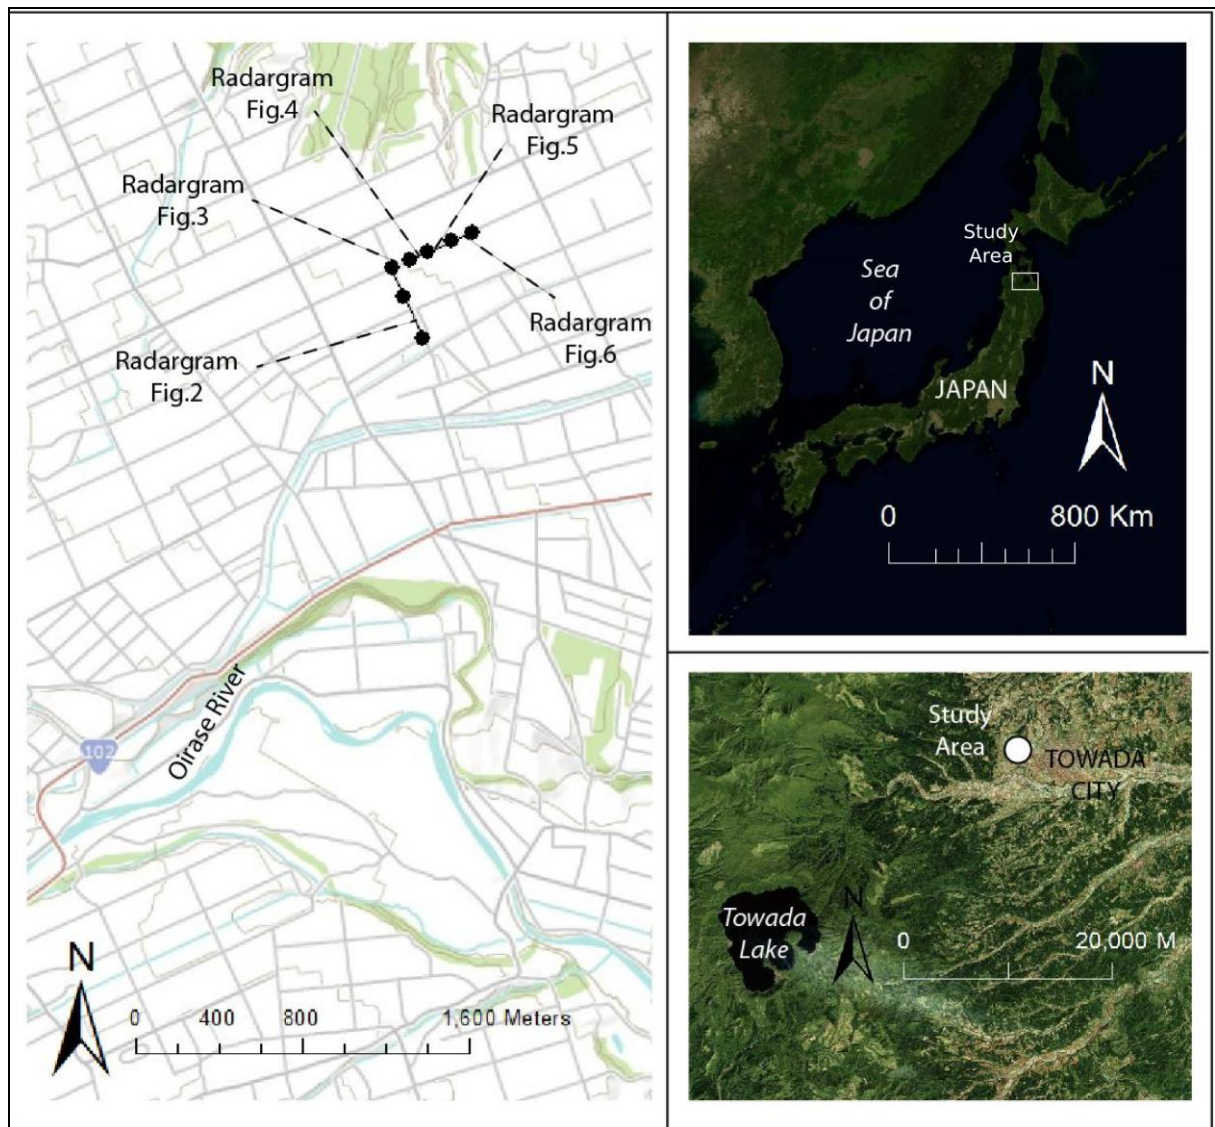 Radargram
Fig.4
Radargram
Fig.5
Radargram
Fig.3
Radargram
Fig.6
Radargram
Fig.2
Oirase River
102
N
0 400 800 1,600 Meters
Study
Area
Sea
of
Japan
JAPAN
N
0 800 Km
Study
Area
TOWADA
CITY
Towada
Lake
N
0 20,000 M